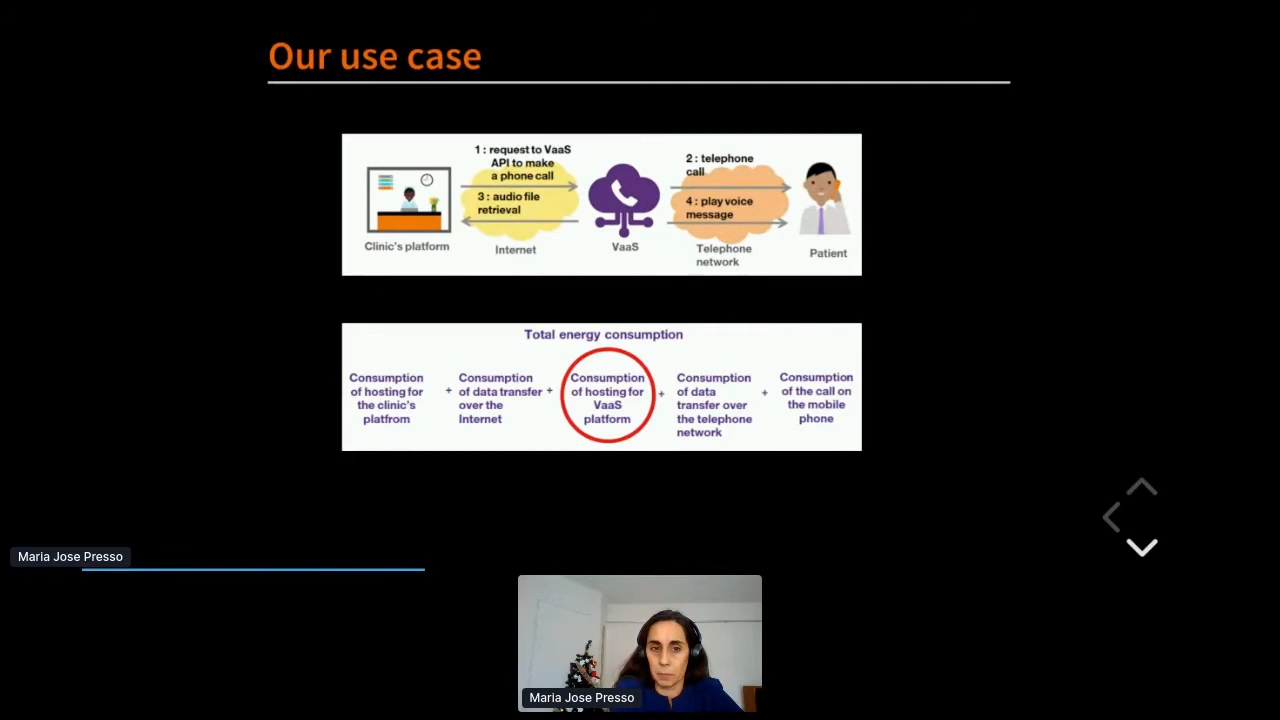 Our use case
1 : request to VaaS
API to make
a phone call
3 : audio file
retrieval
2 : telephone
call
4 : play voice
message
Clinic's platform
Internet
VaaS
Telephone
network
Patient
Total energy consumption
Consumption
of hosting for
the clinic's
platfrom
+
Consumption
of data transfer
over the
Internet
+
Consumption
of hosting for
VaaS
platform
+
Consumption
of data
transfer over
the telephone
network
+
Consumption
of the call on
the mobile
phone
Maria Jose Presso
Maria Jose Presso